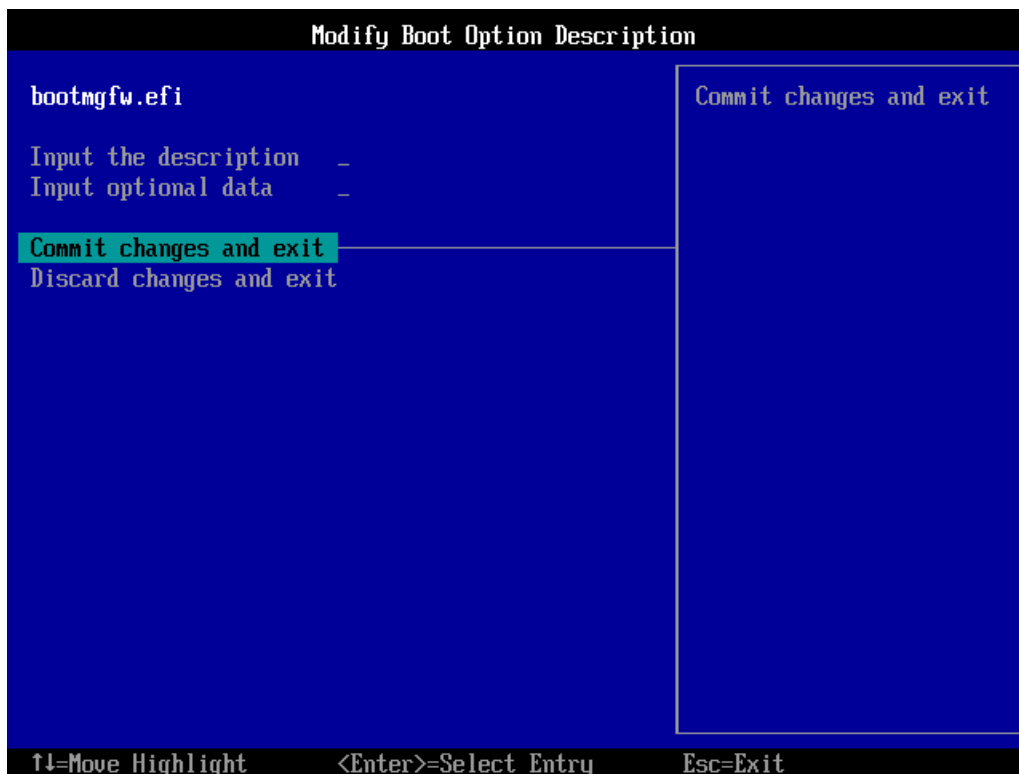 Modify Boot Option Description
bootmgfw.efi
Commit changes and exit
Input the description _
Input optional data _
Commit changes and exit
Discard changes and exit
↑↓=Move Highlight <Enter>=Select Entry Esc=Exit